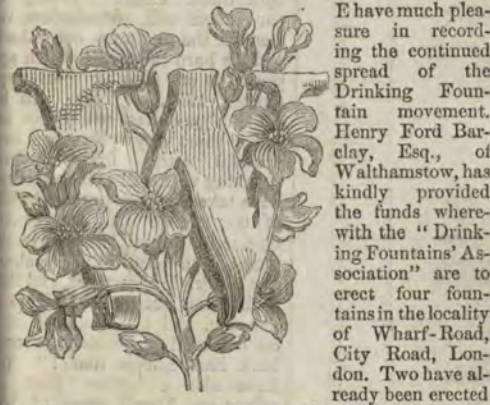 WE have much plea-
sure in record-
ing the continued
spread of the
Drinking Foun-
tain movement.
Henry Ford Bar-
clay, Esq., of
Walthamstow, has
kindly provided
the funds where-
with the "Drink-
ing Fountains' As-
sociation" are to
erect four foun-
tains in the locality
of Wharf-Road,
City Road, Lon-
don. Two have al-
ready been erected